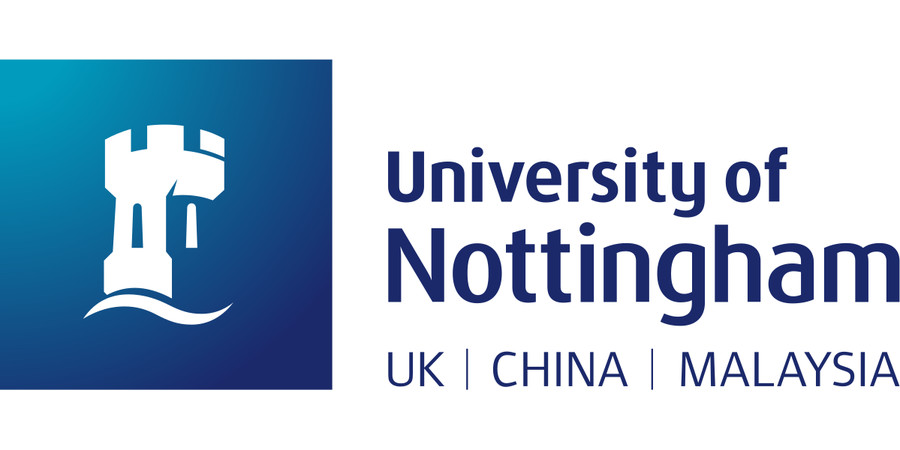 University of
Nottingham
UK | CHINA | MALAYSIA